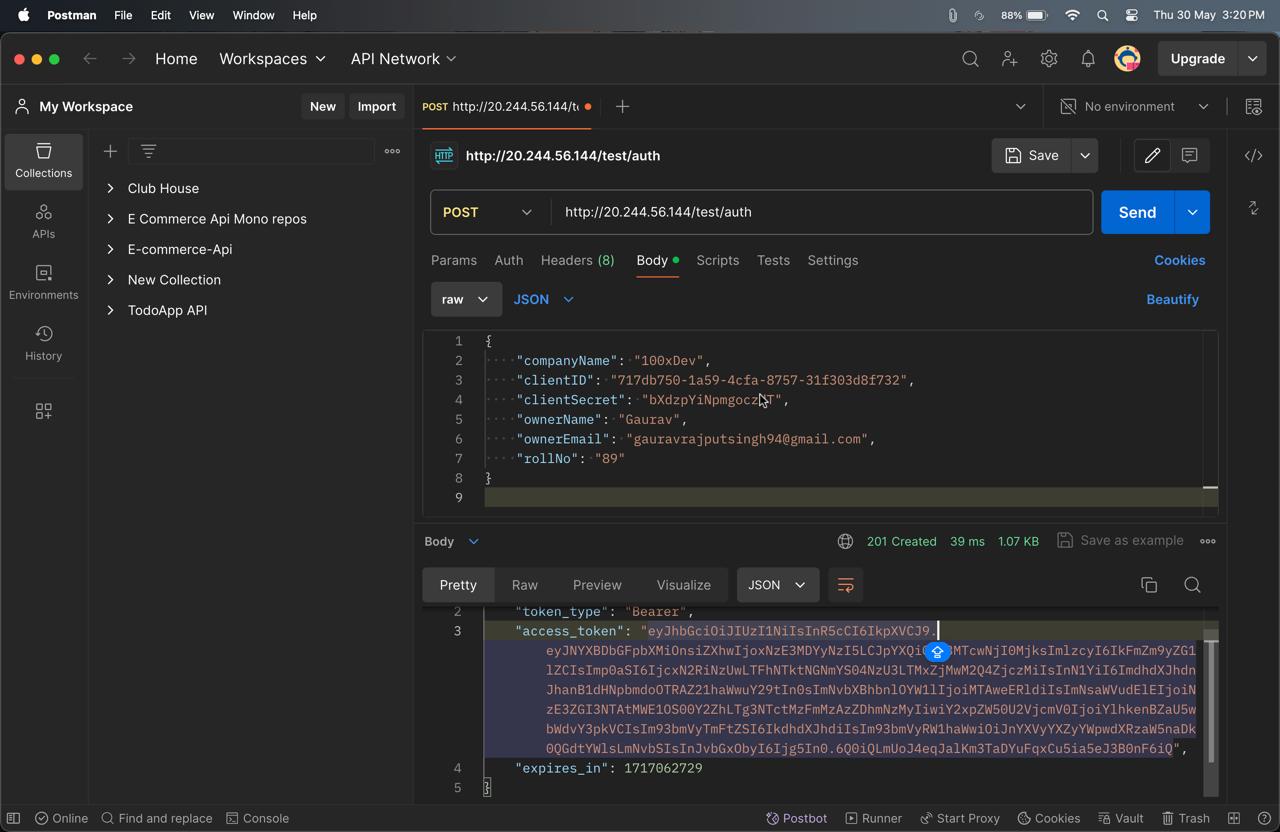 Postman File Edit View Window Help 88% Thu 30 May 3:20 PM
Home Workspaces API Network Upgrade
My Workspace New Import POST http://20.244.56.144/t No environment
Collections
APIs
Environments
History
Club House
E Commerce Api Mono repos
E-commerce-Api
New Collection
TodoApp API
HTTP http://20.244.56.144/test/auth Save
POST http://20.244.56.144/test/auth Send
Params Auth Headers (8) Body Scripts Tests Settings Cookies
raw JSON Beautify
1 {
2 "companyName": "100xDev",
3 "clientID": "717db750-1a59-4cfa-8757-31f303d8f732",
4 "clientSecret":
5 "ownerName": "Gaurav",
6 "ownerEmail": "gauravrajputsingh94@gmail.com",
7 "rollNo": "89"
8 }
9
Body 201 Created 39 ms 1.07 KB Save as example
Pretty Raw Preview Visualize JSON
2 "token_type": "Bearer",
3 "access_token": "eyJhbGciOiJIUzI1NiIsInR5cCI6IkpXVCJ9.
4 "expires_in": 1717062729
5 }
Online Find and replace Console Postbot Runner Start Proxy Cookies Vault Trash